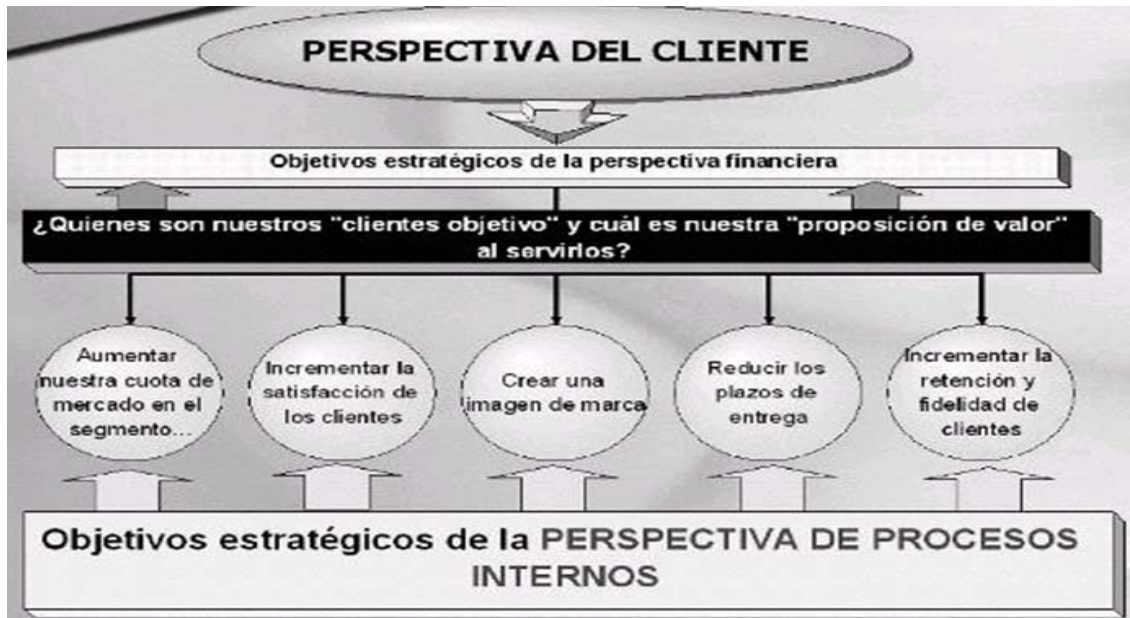 PERSPECTIVA DEL CLIENTE
Objetivos estratégicos de la perspectiva financiera
¿Quienes son nuestros "clientes objetivo" y cuál es nuestra "proposición de valor"
al servirlos?
Aumentar
nuestra cuota de
mercado en el
segmento...
Incrementar la
satisfacción de
los clientes
Crear una
imagen de marca
Reducir los
plazos de
entrega
Incrementar la
retención y
fidelidad de
clientes
Objetivos estratégicos de la PERSPECTIVA DE PROCESOS
INTERNOS